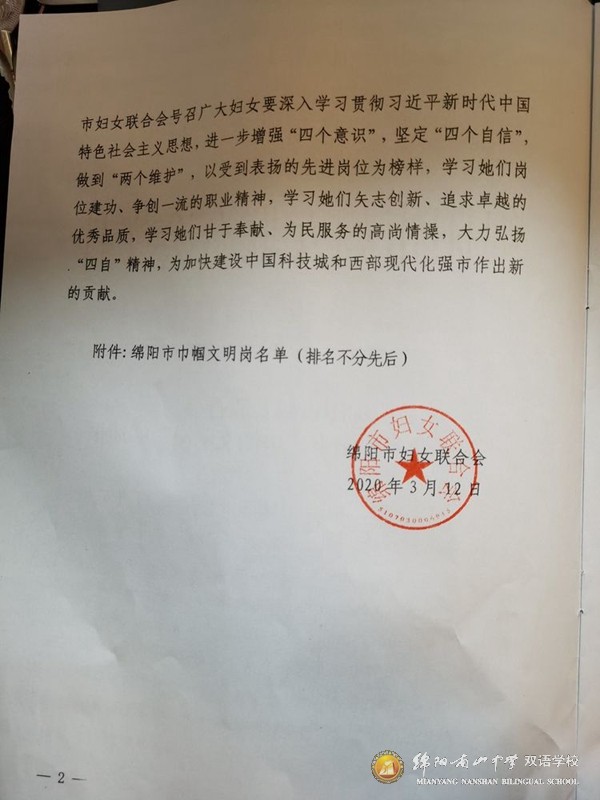 市妇女联合会号召广大妇女要深入学习贯彻习近平新时代中国
特色社会主义思想,进一步增强“四个意识”,坚定“四个自信”,
做到“两个维护”,以受到表扬的先进岗位为榜样,学习她们岗
位建功、争创一流的职业精神,学习她们矢志创新、追求卓越的
优秀品质,学习她们甘于奉献、为民服务的高尚情操,大力弘扬
“四自”精神,为加快建设中国科技城和西部现代化强市作出新
的贡献。
附件:绵阳市巾帼文明岗名单(排名不分先后)
绵阳市妇女联合会
绵阳市妇女联合会
2020年3月12日
— 2 —
绵阳南山中学 双语学校
MIANYANG NANSHAN BILINGUAL SCHOOL